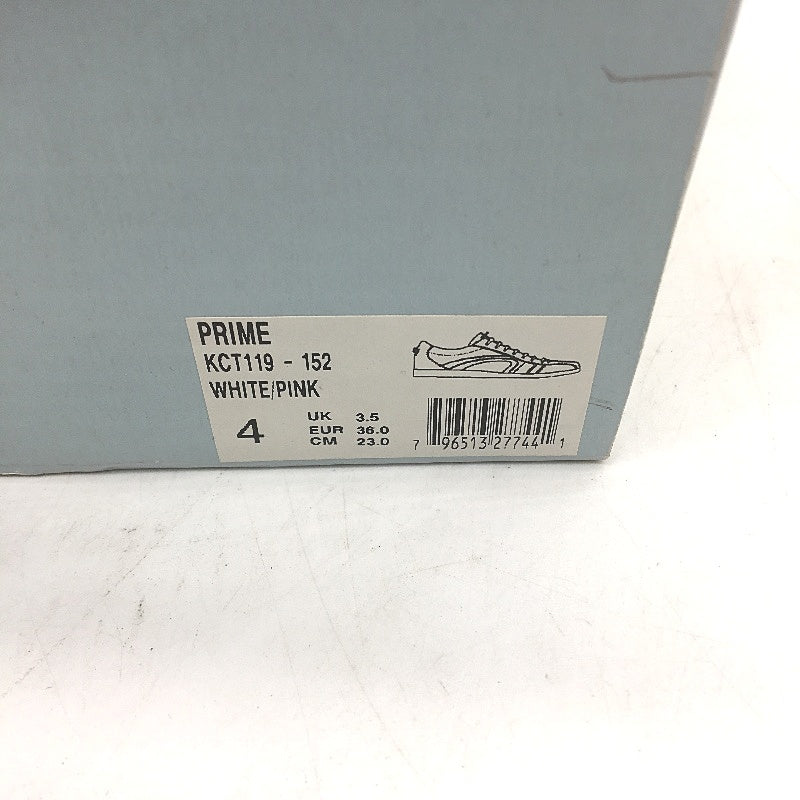 PRIME
KCT119 - 152
WHITE/PINK
4
UK 3.5
EUR 36.0
CM 23.0
7 96513 27744 1